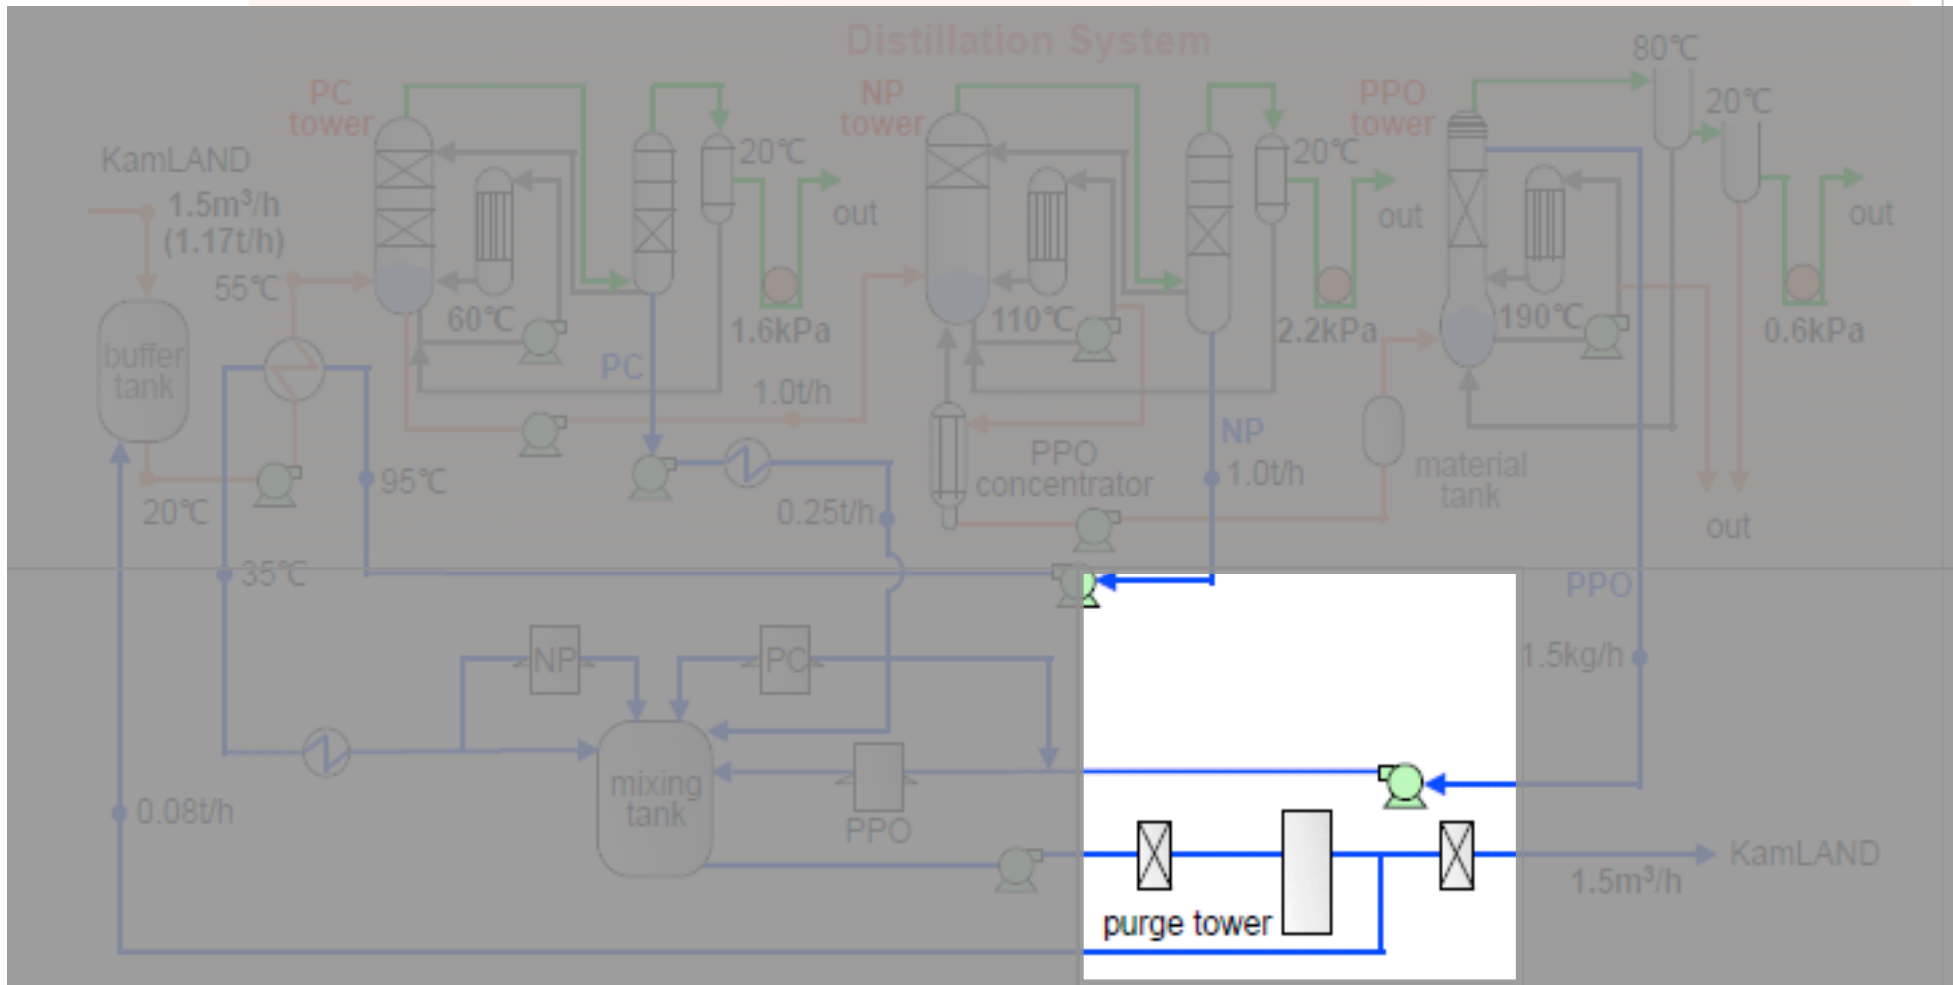 Distillation System
PC
tower
NP
tower
PPO
tower
80℃
20℃
20℃
20℃
KamLAND
1.5m³/h
(1.17t/h)
out
out
out
55℃
60℃
110℃
190℃
1.6kPa
2.2kPa
0.6kPa
buffer
tank
PC
1.0t/h
NP
1.0t/h
PPO
concentrator
material
tank
95℃
20℃
0.25t/h
out
35℃
PPO
NP
PC
1.5kg/h
mixing
tank
PPO
0.08t/h
KamLAND
1.5m³/h
purge tower